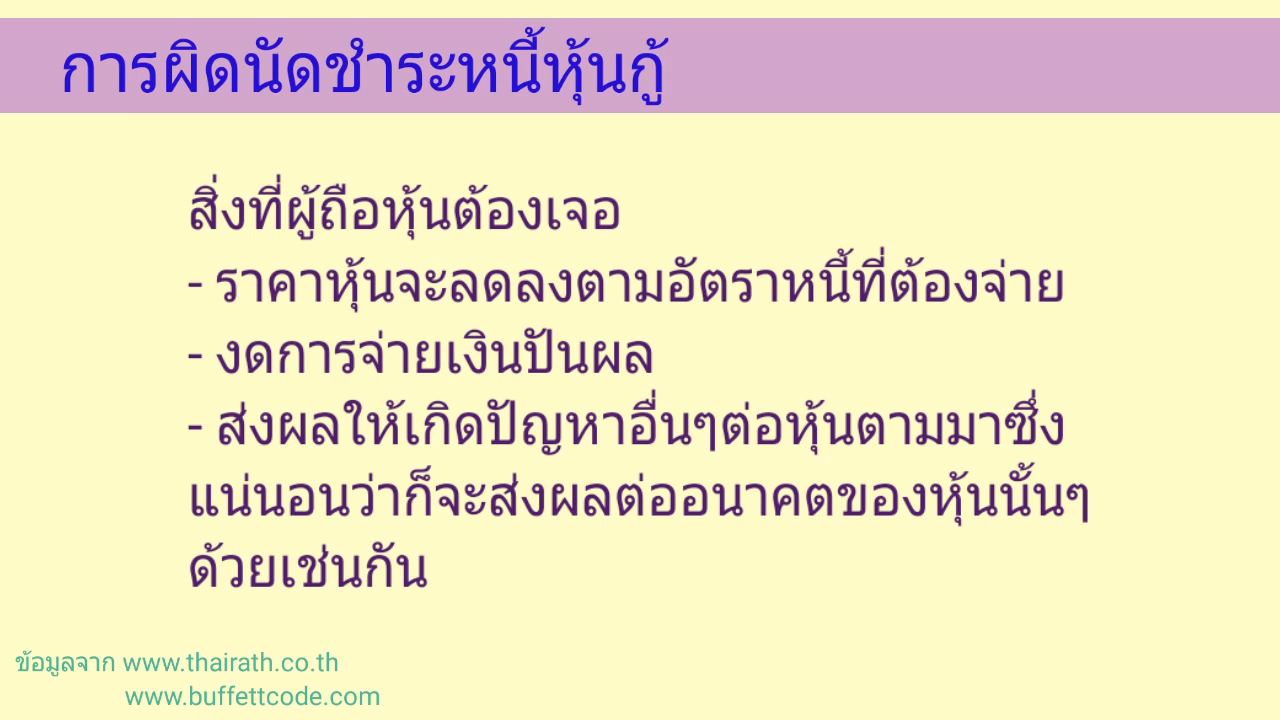 การผิดนัดชำระหนี้หุ้นกู้
สิ่งที่ผู้ถือหุ้นต้องเจอ
- ราคาหุ้นจะลดลงตามอัตราหนี้ที่ต้องจ่าย
- งดการจ่ายเงินปันผล
- ส่งผลให้เกิดปัญหาอื่นๆต่อหุ้นตามมาซึ่ง
แน่นอนว่าก็จะส่งผลต่ออนาคตของหุ้นนั้นๆ
ด้วยเช่นกัน
ข้อมูลจาก www.thairath.co.th
www.buffettcode.com